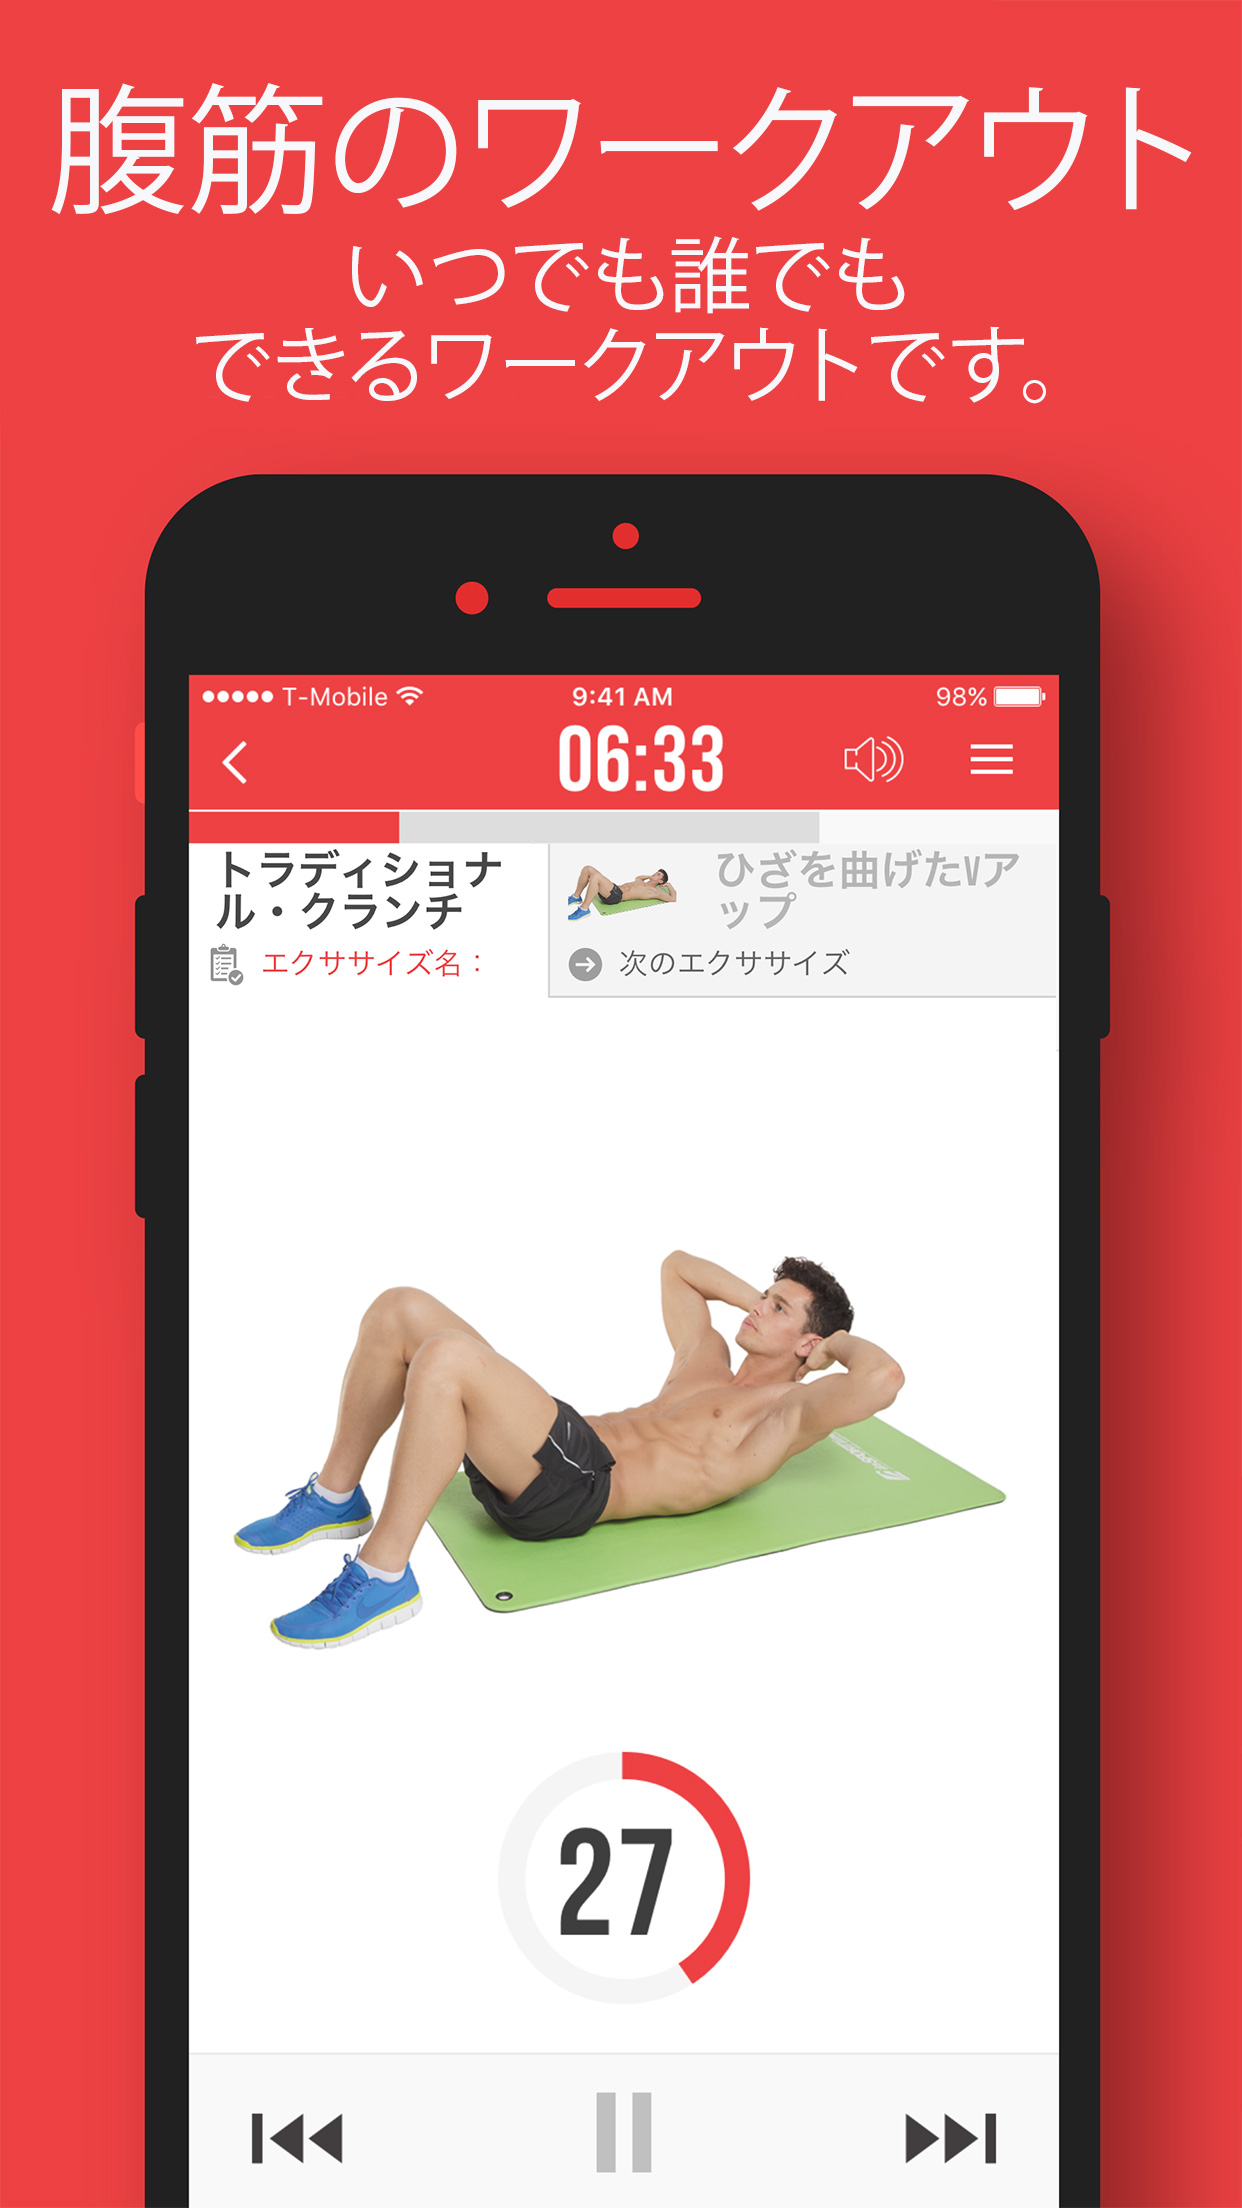 腹筋のワークアウト
いつでも誰でも
できるワークアウトです。
T-Mobile 9:41 AM 98%
06:33
トラディショナ
ル・クランチ
エクササイズ名：
ひざを曲げたVア
ップ
次のエクササイズ
27